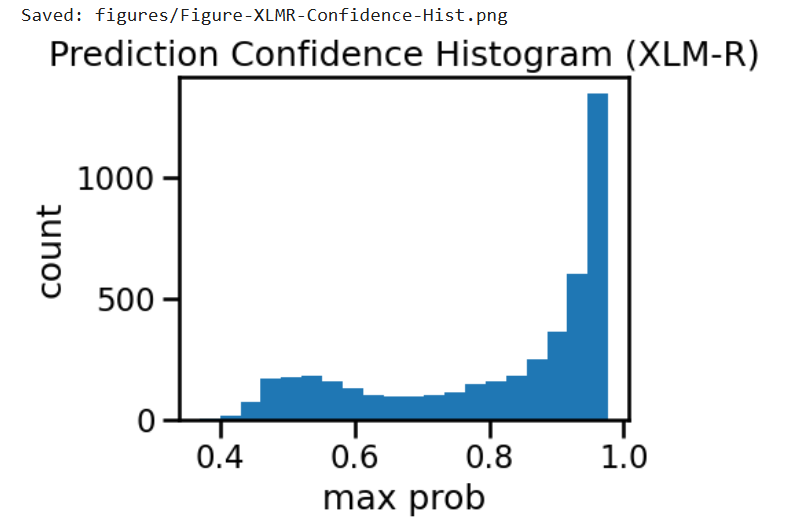 Saved: figures/Figure-XLMR-Confidence-Hist.png
Prediction Confidence Histogram (XLM-R)
1000
500
0
count
0.4 0.6 0.8 1.0
max prob